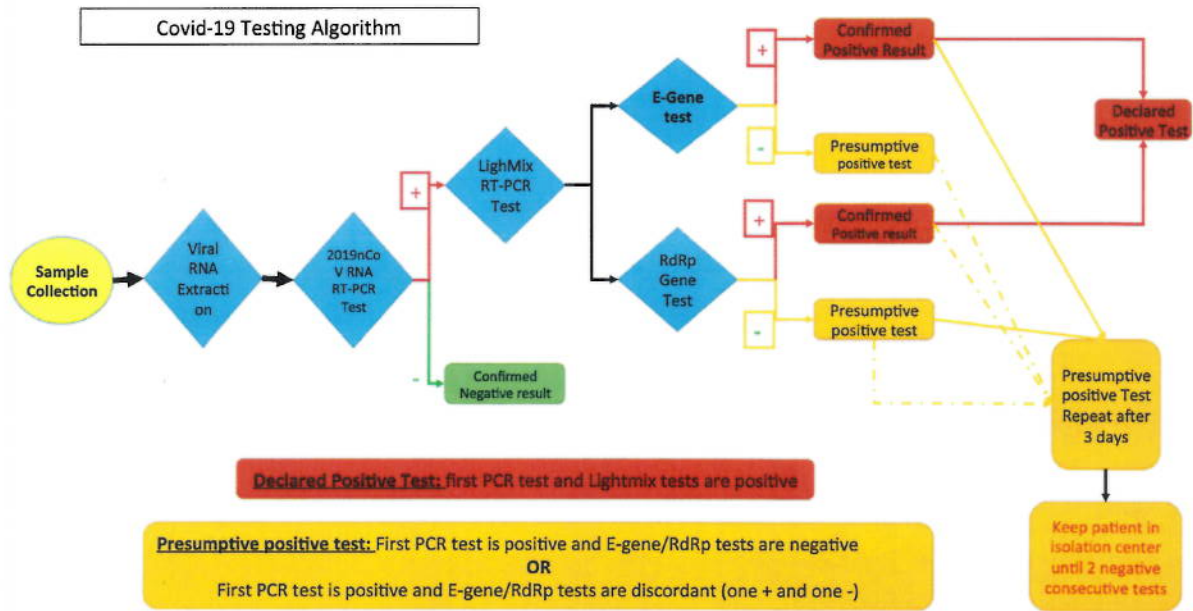 Covid-19 Testing Algorithm
Sample
Collection
Viral
RNA
Extracti
on
2019nCo
V RNA
RT-PCR
Test
+
-
LighMix
RT-PCR
Test
Confirmed
Negative result
E-Gene
test
+
-
Confirmed
Positive Result
Presumptive
positive test
RdRp
Gene
Test
+
-
Confirmed
Positive result
Presumptive
positive test
Declared
Positive Test
Presumptive
positive Test
Repeat after
3 days
Keep patient in
isolation center
until 2 negative
consecutive tests
Declared Positive Test: first PCR test and Lightmix tests are positive
Presumptive positive test: First PCR test is positive and E-gene/RdRp tests are negative
OR
First PCR test is positive and E-gene/RdRp tests are discordant (one + and one -)